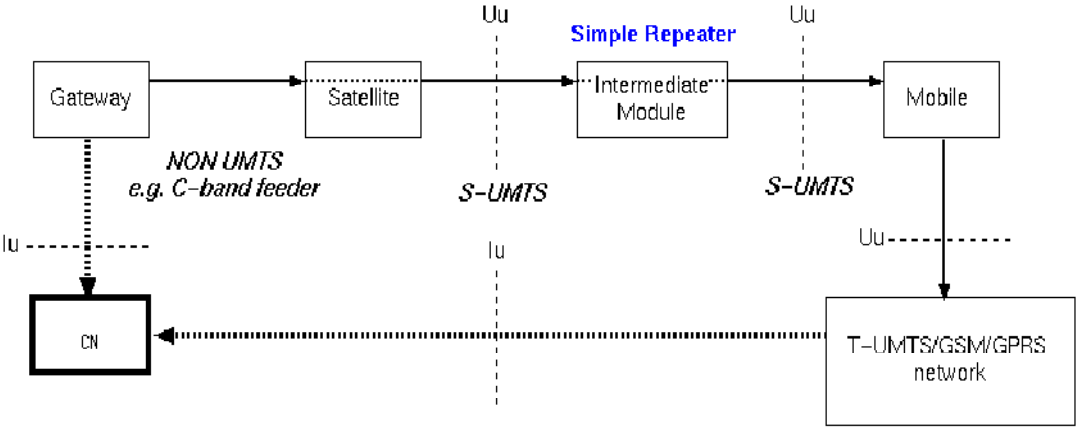 Uu
Uu
Simple Repeater
Gateway
Satellite
Intermediate
Module
Mobile
NON UMTS
e.g. C-band feeder
S-UMTS
S-UMTS
Iu
Iu
Uu
CN
T-UMTS/GSM/GPRS
network